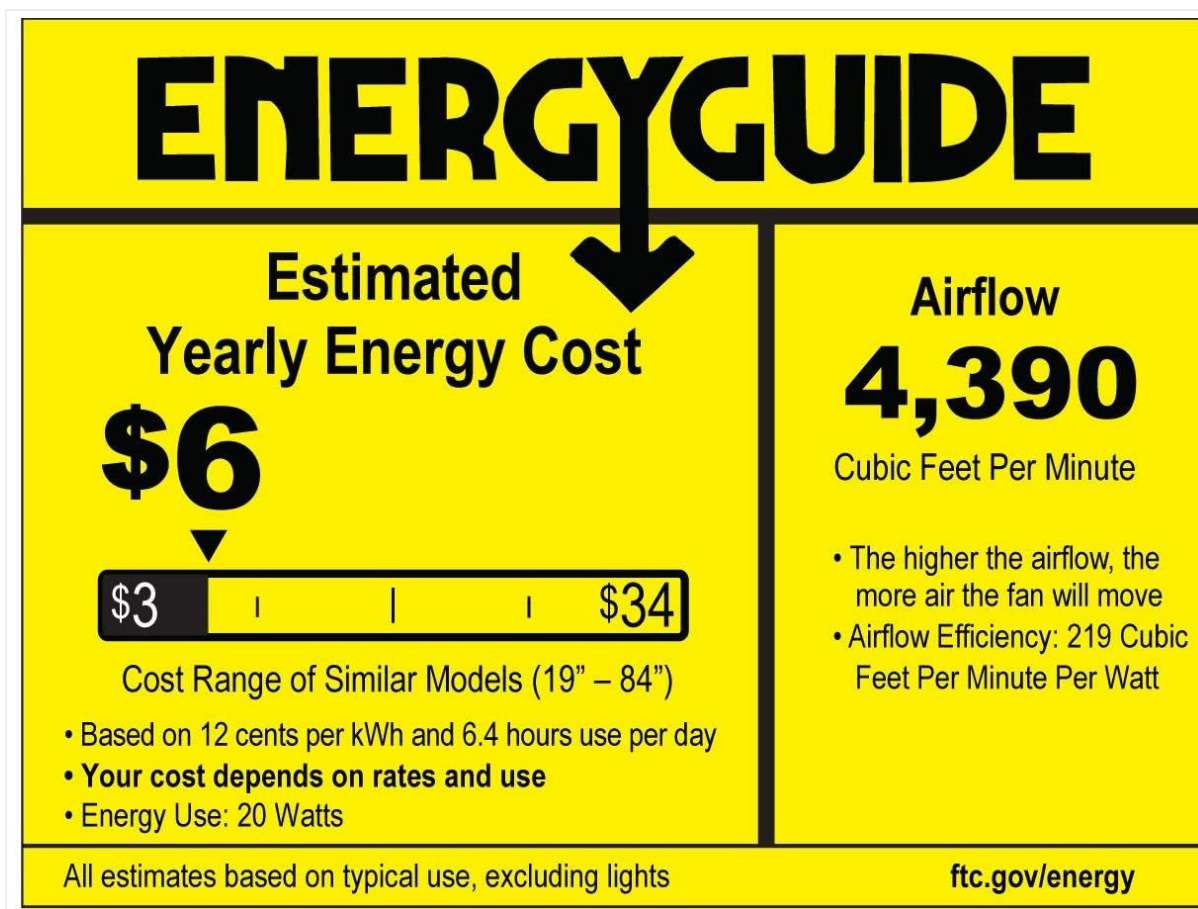 ENERGYGUIDE
Estimated
Yearly Energy Cost
$6
$3
$34
Cost Range of Similar Models (19” – 84”)
• Based on 12 cents per kWh and 6.4 hours use per day
• Your cost depends on rates and use
• Energy Use: 20 Watts
Airflow
4,390
Cubic Feet Per Minute
• The higher the airflow, the
more air the fan will move
• Airflow Efficiency: 219 Cubic
Feet Per Minute Per Watt
All estimates based on typical use, excluding lights
ftc.gov/energy